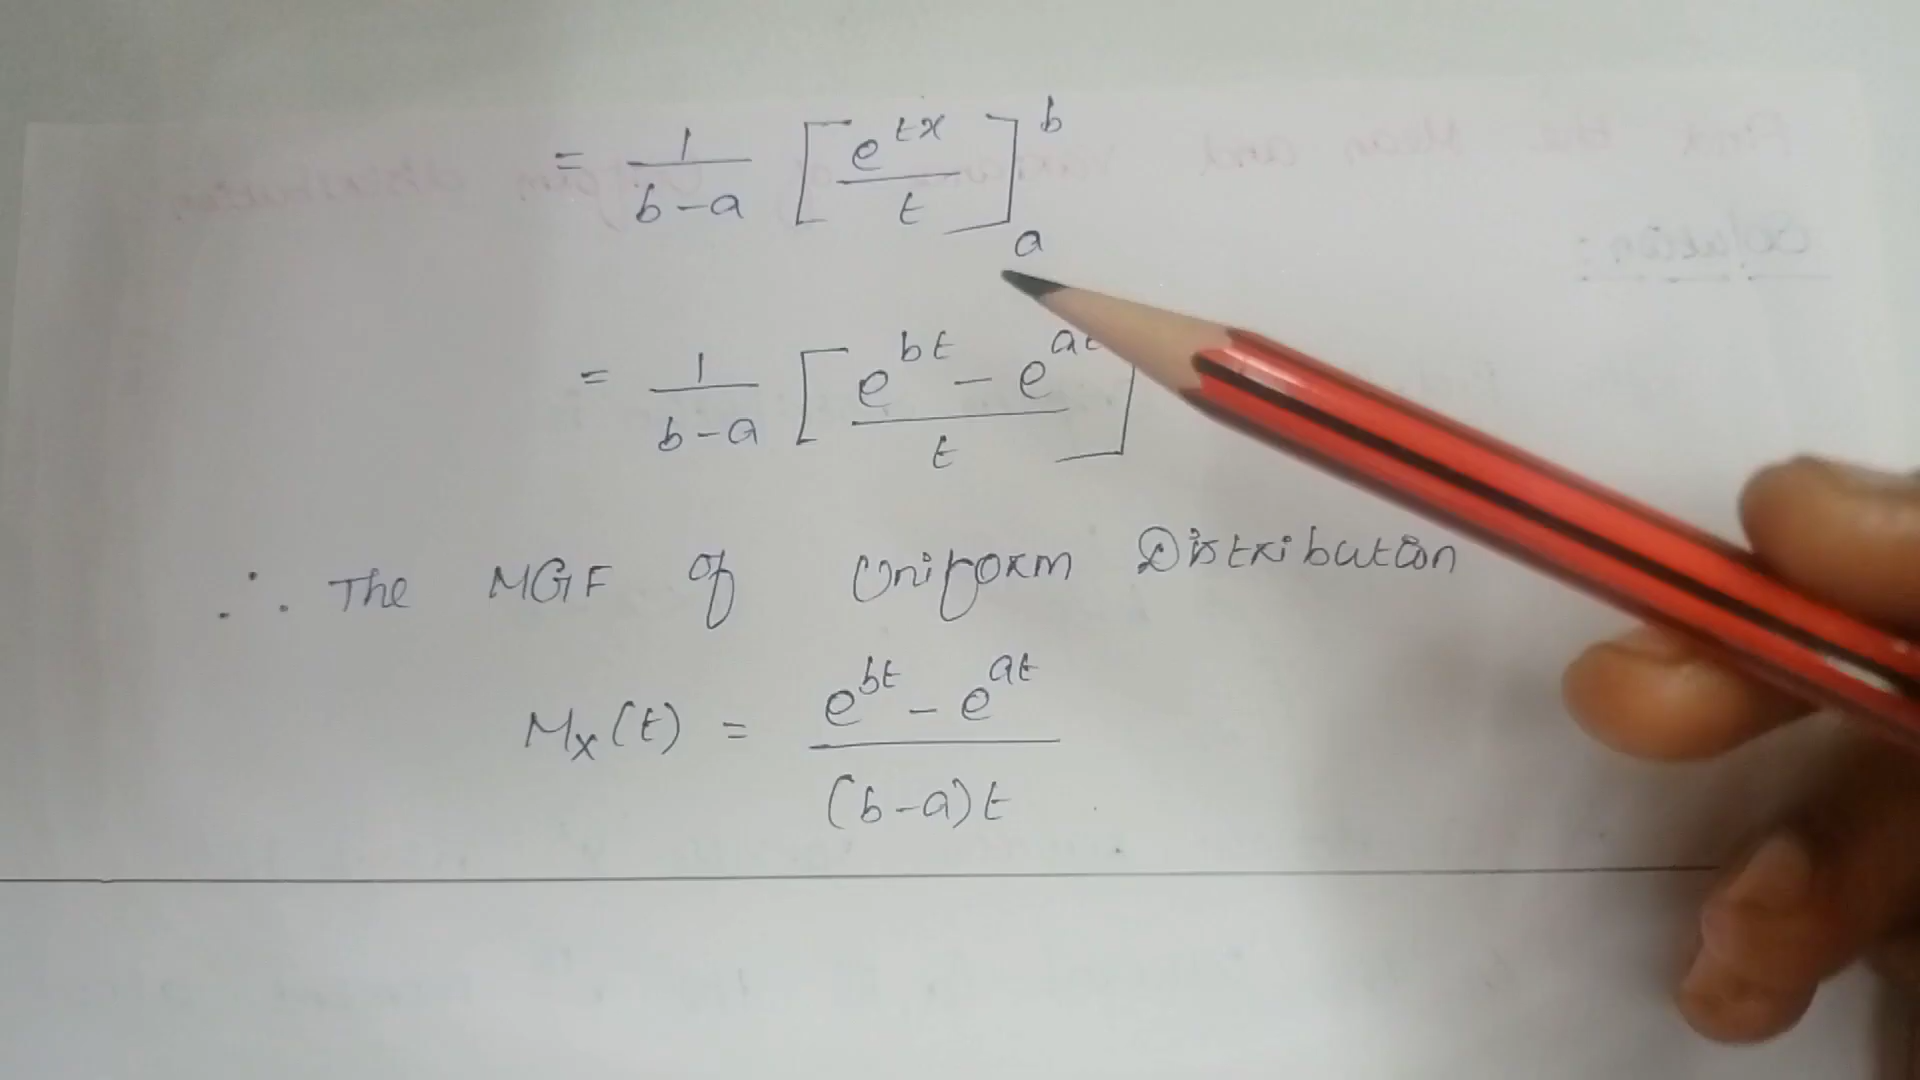 = 1/(b-a) [e^{tx}/t]_a^b
= 1/(b-a) [(e^{bt} - e^{at})/t]
∴ The MGF of Uniform Distribution
M_X(t) = (e^{bt} - e^{at})/((b-a)t)